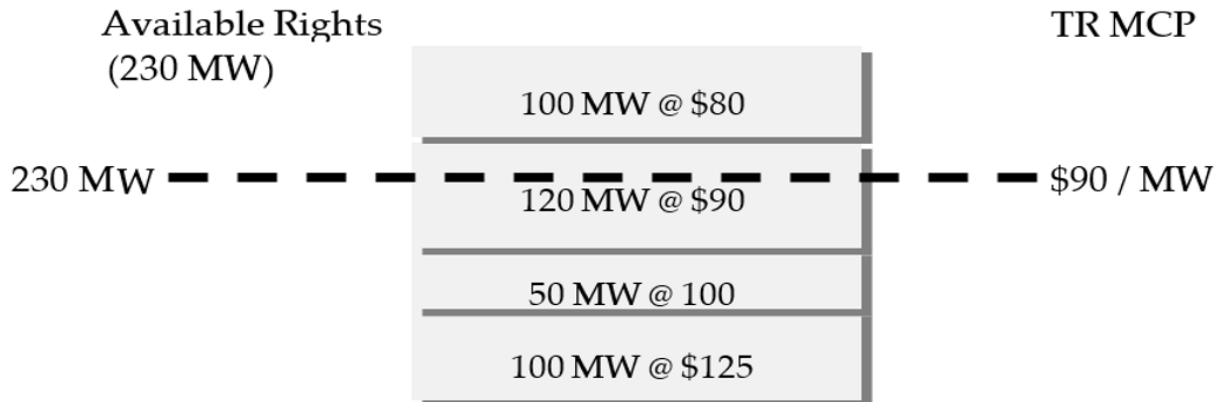 Available Rights
(230 MW)
TR MCP
100 MW @ $80
230 MW
120 MW @ $90
$90 / MW
50 MW @ 100
100 MW @ $125